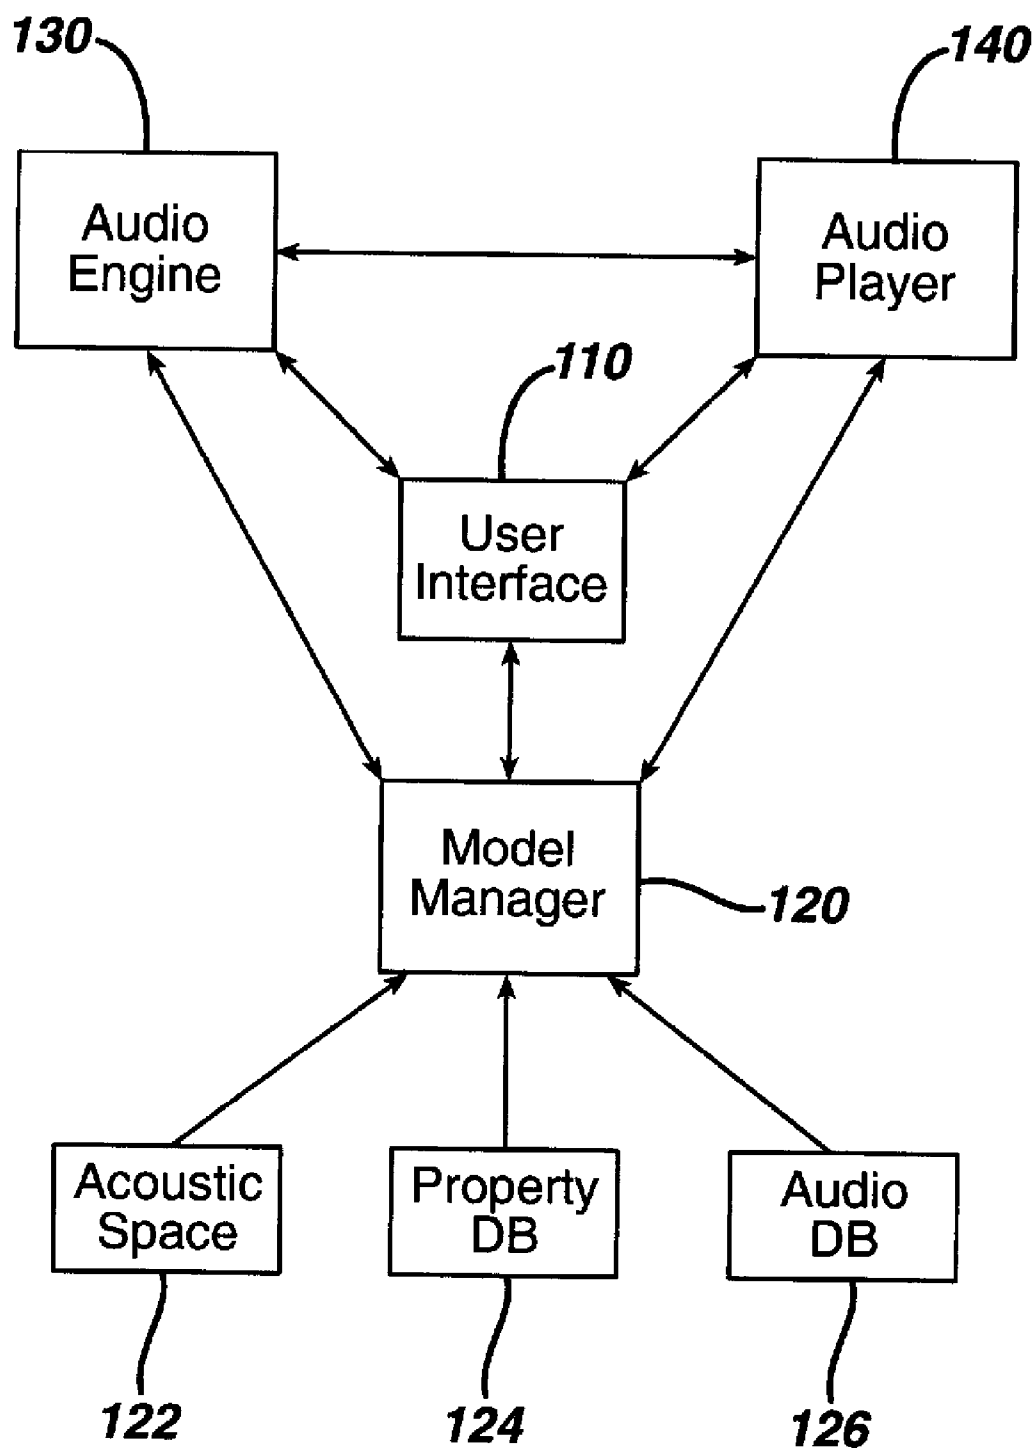 130
140
Audio
Engine
Audio
Player
110
User
Interface
Model
Manager
120
Acoustic
Space
Property
DB
Audio
DB
122
124
126